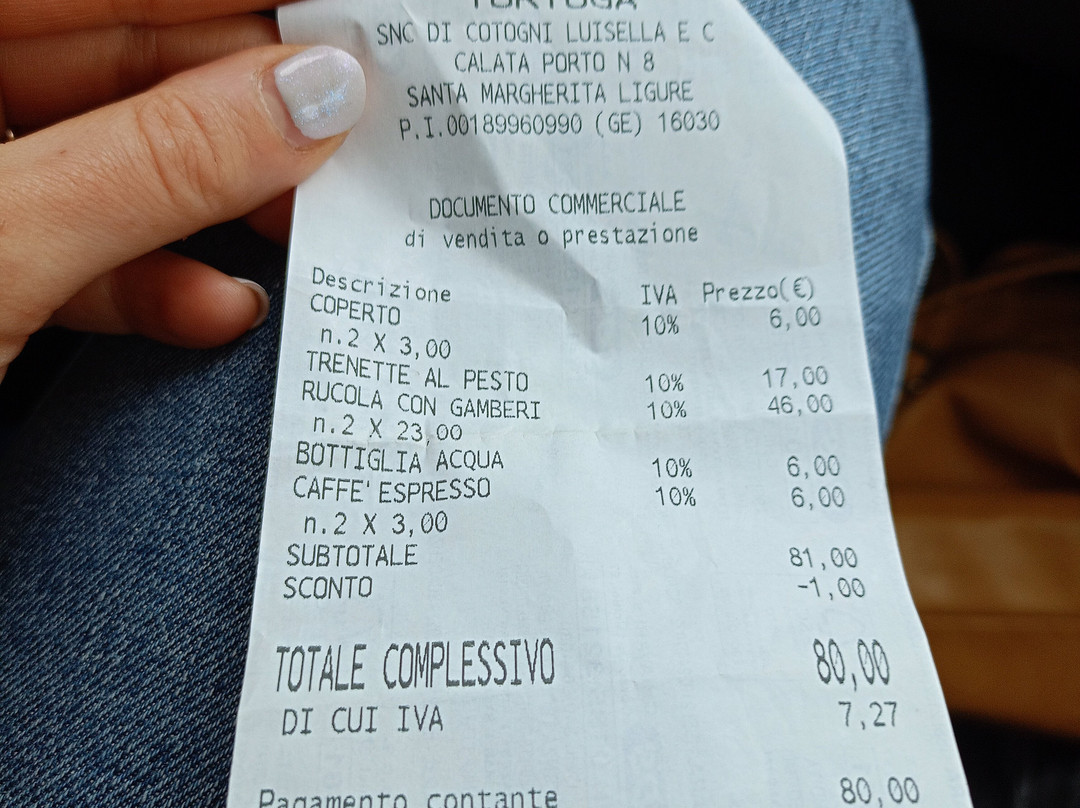 TORTUGA
SNC DI COTOGNI LUISELLA E C
CALATA PORTO N 8
SANTA MARGHERITA LIGURE
P.I.00189960990 (GE) 16030
DOCUMENTO COMMERCIALE
di vendita o prestazione
Descrizione IVA Prezzo(€)
COPERTO 10% 6,00
n.2 X 3,00
TRENETTE AL PESTO 10% 17,00
RUCOLA CON GAMBERI 10% 46,00
n.2 X 23,00
BOTTIGLIA ACQUA 10% 6,00
CAFFE' ESPRESSO 10% 6,00
n.2 X 3,00
SUBTOTALE 81,00
SCONTO -1,00
TOTALE COMPLESSIVO 80,00
DI CUI IVA 7,27
Pagamento contante 80,00